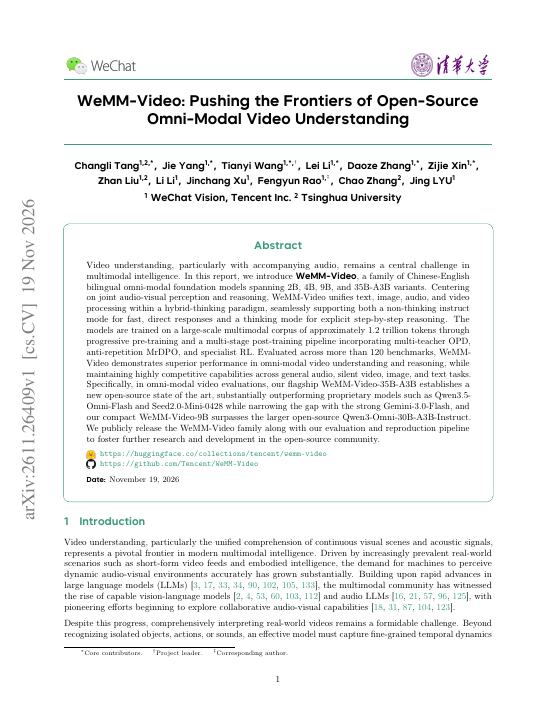 WeChat
清华大学
WeMM-Video: Pushing the Frontiers of Open-Source
Omni-Modal Video Understanding
Changli Tang1,2,*, Jie Yang1,*, Tianyi Wang1,*,†, Lei Li1,*, Daoze Zhang1,*, Zijie Xin1,*,
Zhan Liu1,2, Li Li1, Jinchang Xu1, Fengyun Rao1,‡, Chao Zhang2, Jing LYU1
1 WeChat Vision, Tencent Inc. 2 Tsinghua University
arXiv:2611.26409v1 [cs.CV] 19 Nov 2026
Abstract
Video understanding, particularly with accompanying audio, remains a central challenge in
multimodal intelligence. In this report, we introduce WeMM-Video, a family of Chinese-English
bilingual omni-modal foundation models spanning 2B, 4B, 9B, and 35B-A3B variants. Centering
on joint audio-visual perception and reasoning, WeMM-Video unifies text, image, audio, and video
processing within a hybrid-thinking paradigm, seamlessly supporting both a non-thinking instruct
mode for fast, direct responses and a thinking mode for explicit step-by-step reasoning. The
models are trained on a large-scale multimodal corpus of approximately 1.2 trillion tokens through
progressive pre-training and a multi-stage post-training pipeline incorporating multi-teacher OPD,
anti-repetition MrDPO, and specialist RL. Evaluated across more than 120 benchmarks, WeMM-
Video demonstrates superior performance in omni-modal video understanding and reasoning, while
maintaining highly competitive capabilities across general audio, silent video, image, and text tasks.
Specifically, in omni-modal video evaluations, our flagship WeMM-Video-35B-A3B establishes a
new open-source state of the art, substantially outperforming proprietary models such as Qwen3.5-
Omni-Flash and Seed2.0-Mini-0428 while narrowing the gap with the strong Gemini-3.0-Flash, and
our compact WeMM-Video-9B surpasses the larger open-source Qwen3-Omni-30B-A3B-Instruct.
We publicly release the WeMM-Video family along with our evaluation and reproduction pipeline
to foster further research and development in the open-source community.
https://huggingface.co/collections/tencent/wemm-video
https://github.com/Tencent/WeMM-Video
Date: November 19, 2026
1 Introduction
Video understanding, particularly the unified comprehension of continuous visual scenes and acoustic signals,
represents a pivotal frontier in modern multimodal intelligence. Driven by increasingly prevalent real-world
scenarios such as short-form video feeds and embodied intelligence, the demand for machines to perceive
dynamic audio-visual environments accurately has grown substantially. Building upon rapid advances in
large language models (LLMs) [3, 17, 33, 34, 90, 102, 105, 133], the multimodal community has witnessed
the rise of capable vision-language models [2, 4, 53, 60, 103, 112] and audio LLMs [16, 21, 57, 96, 125], with
pioneering efforts beginning to explore collaborative audio-visual capabilities [18, 31, 87, 104, 123].
Despite this progress, comprehensively interpreting real-world videos remains a formidable challenge. Beyond
recognizing isolated objects, actions, or sounds, an effective model must capture fine-grained temporal dynamics
*Core contributors. †Project leader. ‡Corresponding author.
1